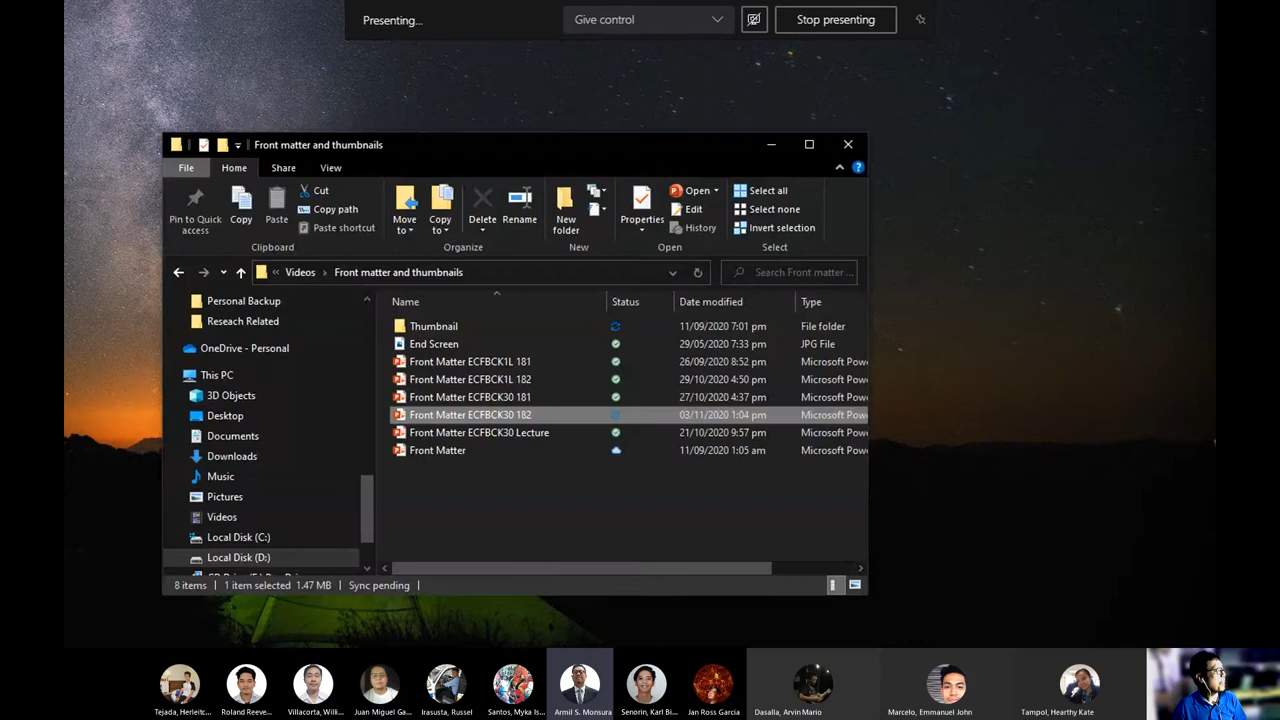 Presenting...
Give control
Stop presenting
Front matter and thumbnails
File
Home
Share
View
Pin to Quick access
Copy
Paste
Cut
Copy path
Paste shortcut
Clipboard
Move to
Copy to
Delete
Rename
Organize
New folder
New
Properties
Open
Edit
History
Open
Select all
Select none
Invert selection
Select
Videos
Front matter and thumbnails
Search Front matter ...
Personal Backup
Reseach Related
OneDrive - Personal
This PC
3D Objects
Desktop
Documents
Downloads
Music
Pictures
Videos
Local Disk (C:)
Local Disk (D:)
Name Status Date modified Type
Thumbnail 11/09/2020 7:01 pm File folder
End Screen 29/05/2020 7:33 pm JPG File
Front Matter ECFBCK1L 181 26/09/2020 8:52 pm Microsoft Pow
Front Matter ECFBCK1L 182 29/10/2020 4:50 pm Microsoft Pow
Front Matter ECFBCK30 181 27/10/2020 4:37 pm Microsoft Pow
Front Matter ECFBCK30 182 03/11/2020 1:04 pm Microsoft Pow
Front Matter ECFBCK30 Lecture 21/10/2020 9:57 pm Microsoft Pow
Front Matter 11/09/2020 1:05 am Microsoft Pow
8 items 1 item selected 1.47 MB Sync pending
Tejada, Herleitc...
Roland Reeve...
Villacorta, Willi...
Juan Miguel Ga...
Irasusta, Russel
Santos, Myka Is...
Armil S. Monsura
Senorin, Karl Bi...
Jan Ross Garcia
Dasalla, Arvin Mario
Marcelo, Emmanuel John
Tampol, Hearthy Kate